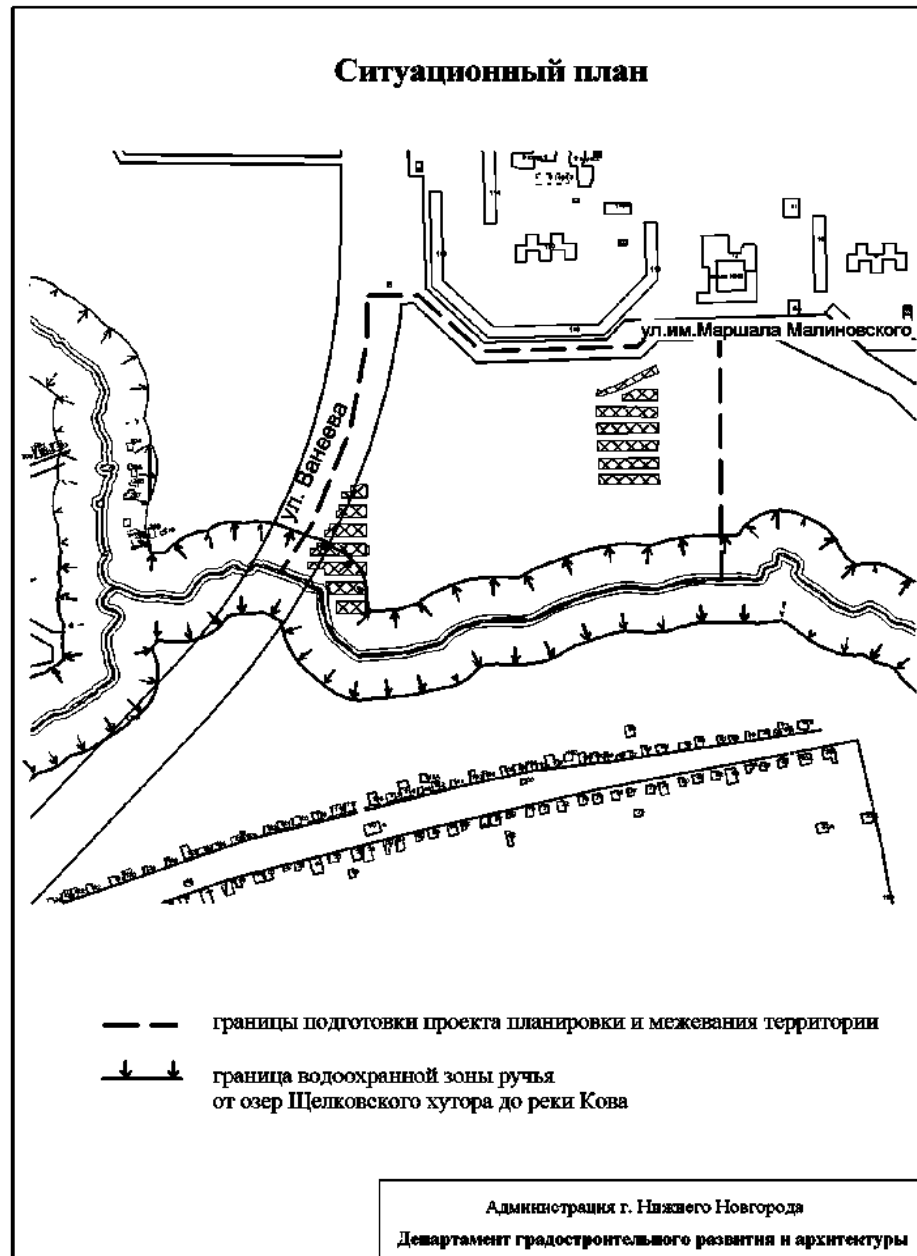 Ситуационный план
ул.им.Маршала Малиновского
ул. Ванеева
границы подготовки проекта планировки и межевания территории
граница водоохранной зоны ручья
от озер Щелковского хутора до реки Кова
Администрация г. Нижнего Новгорода
Департамент градостроительного развития и архитектуры